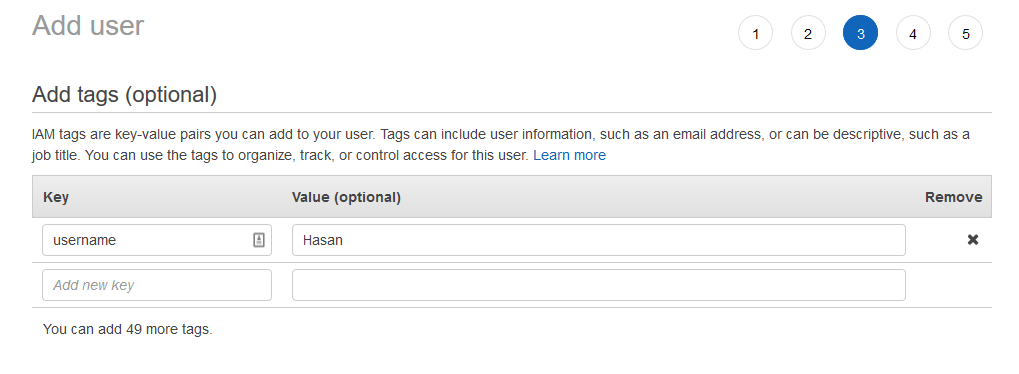 Add user
1 2 3 4 5
Add tags (optional)
IAM tags are key-value pairs you can add to your user. Tags can include user information, such as an email address, or can be descriptive, such as a
job title. You can use the tags to organize, track, or control access for this user. Learn more
Key Value (optional) Remove
username Hasan
Add new key
You can add 49 more tags.